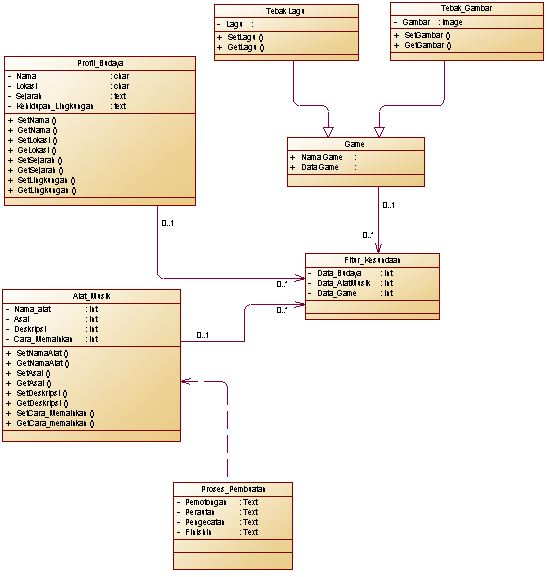 Tebak Lagu
- Lagu :
+ SetLagu ()
+ GetLagu ()
Tebak_Gambar
- Gambar : Image
+ SetGambar ()
+ GetGambar ()
Profil_Budaya
- Nama : char
- Lokasi : char
- Sejarah : text
- Kehidupan_Lingkungan : text
+ SetNama ()
+ GetNama ()
+ SetLokasi ()
+ GeLokasi ()
+ SetSejarah ()
+ GetSejarah ()
+ SetLingkungan ()
+ GetLingkungan ()
Game
+ Nama Game :
+ Data Game :
0..1
0..*
0..1
0..*
Fitur_Kesundaan
- Data_Budaya : Int
- Data_AlatMusik : Int
- Data_Game : Int
Alat_Musik
- Nama_alat : Int
- Asal : Int
- Deskripsi : Int
- Cara_Memainkan : Int
+ SetNamaAlat ()
+ GetNamaAlat ()
+ SetAsal ()
+ GetAsal ()
+ SetDeskripsi ()
+ GetDeskripsi ()
+ SetCara_Memainkan ()
+ GetCara_memainkan ()
0..1
0..*
Proses_Pembuatan
- Pemotongan : Text
- Perautan : Text
- Pengecatan : Text
- Finishin : Text